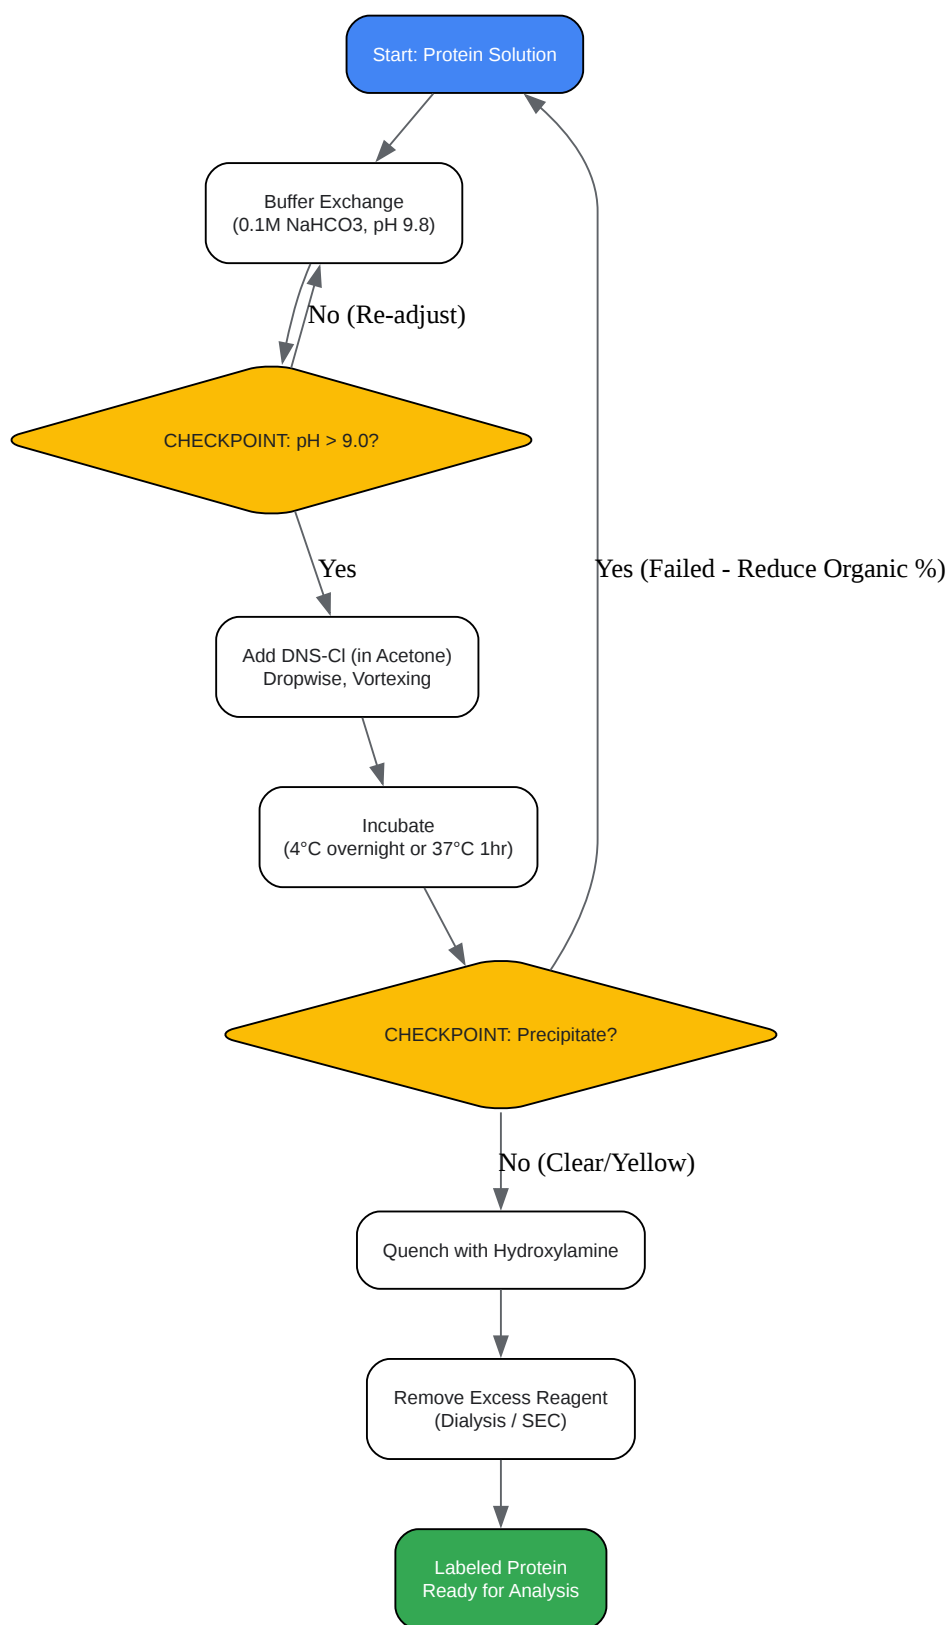 Start: Protein Solution
Buffer Exchange
(0.1M NaHCO3, pH 9.8)
No (Re-adjust)
CHECKPOINT: pH > 9.0?
Yes
Yes (Failed - Reduce Organic %)
Add DNS-Cl (in Acetone)
Dropwise, Vortexing
Incubate
(4°C overnight or 37°C 1hr)
CHECKPOINT: Precipitate?
No (Clear/Yellow)
Quench with Hydroxylamine
Remove Excess Reagent
(Dialysis / SEC)
Labeled Protein
Ready for Analysis